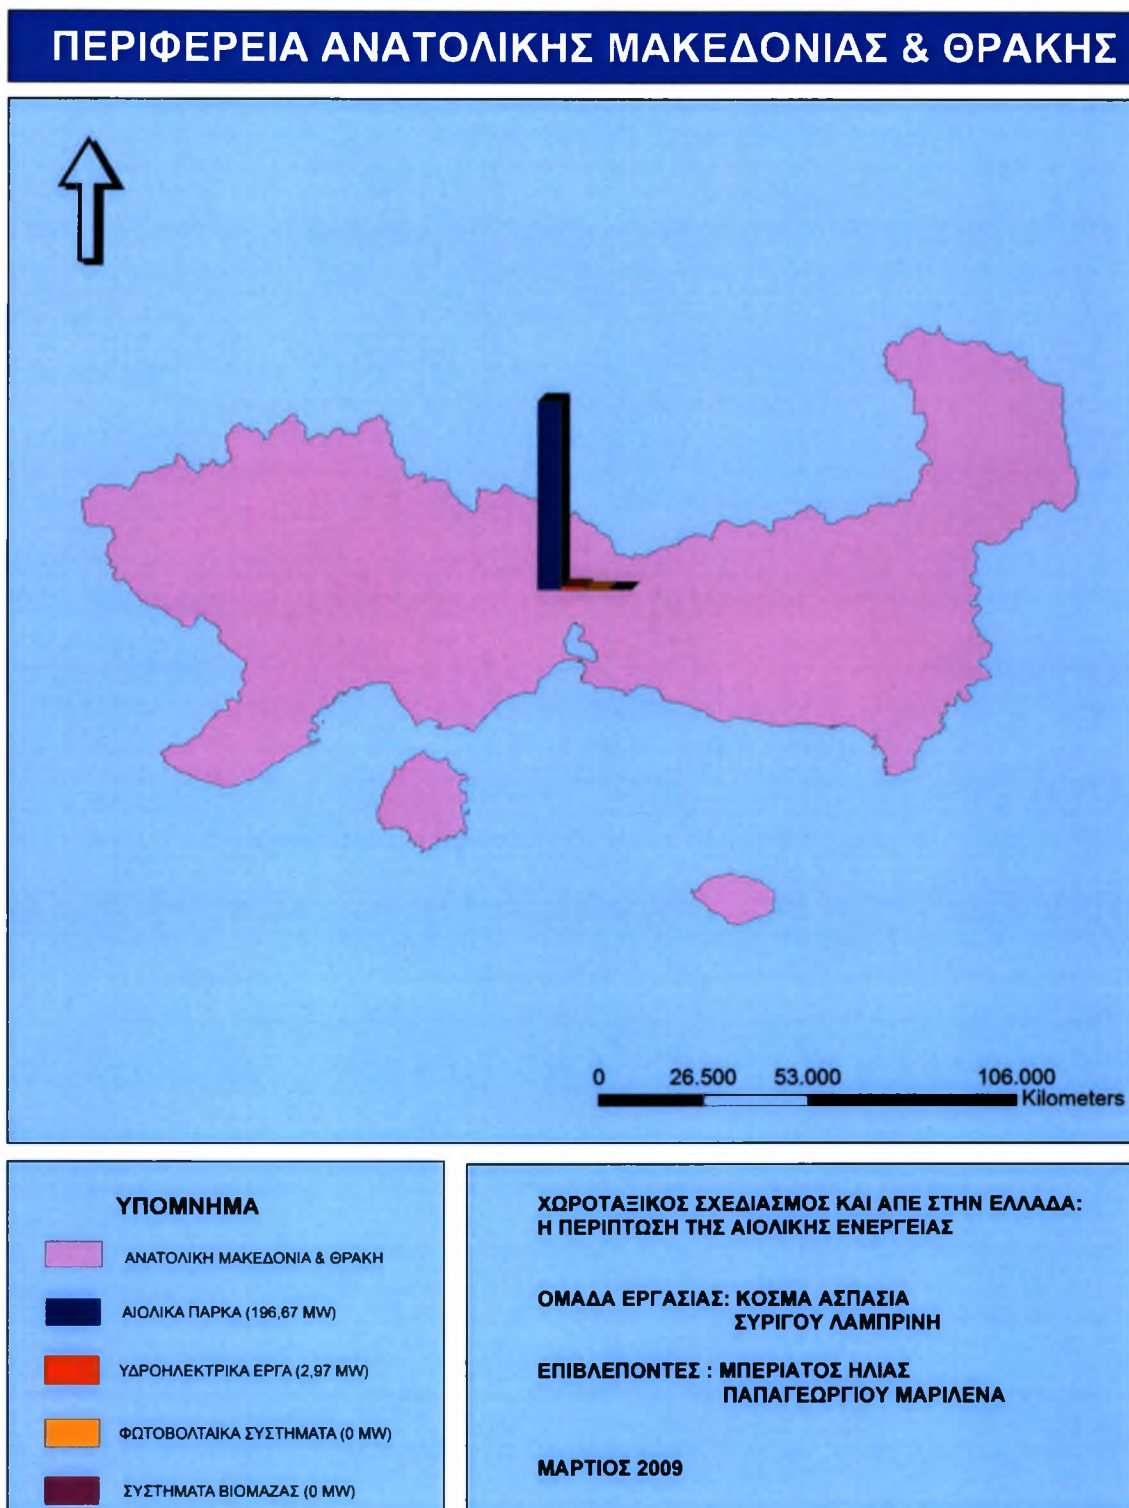 ΠΕΡΙΦΕΡΕΙΑ ΑΝΑΤΟΛΙΚΗΣ ΜΑΚΕΔΟΝΙΑΣ & ΘΡΑΚΗΣ
0 26.500 53.000 106.000
Kilometers
ΥΠΟΜΝΗΜΑ
ΑΝΑΤΟΛΙΚΗ ΜΑΚΕΔΟΝΙΑ & ΘΡΑΚΗ
ΑΙΟΛΙΚΑ ΠΑΡΚΑ (196,67 MW)
ΥΔΡΟΗΛΕΚΤΡΙΚΑ ΕΡΓΑ (2,97 MW)
ΦΩΤΟΒΟΛΤΑΙΚΑ ΣΥΣΤΗΜΑΤΑ (0 MW)
ΣΥΣΤΗΜΑΤΑ ΒΙΟΜΑΖΑΣ (0 MW)
ΧΩΡΟΤΑΞΙΚΟΣ ΣΧΕΔΙΑΣΜΟΣ ΚΑΙ ΑΠΕ ΣΤΗΝ ΕΛΛΑΔΑ:
Η ΠΕΡΙΠΤΩΣΗ ΤΗΣ ΑΙΟΛΙΚΗΣ ΕΝΕΡΓΕΙΑΣ
ΟΜΑΔΑ ΕΡΓΑΣΙΑΣ: ΚΟΣΜΑ ΑΣΠΑΣΙΑ
ΣΥΡΙΓΟΥ ΛΑΜΠΡΙΝΗ
ΕΠΙΒΛΕΠΟΝΤΕΣ : ΜΠΕΡΙΑΤΟΣ ΗΛΙΑΣ
ΠΑΠΑΓΕΩΡΓΙΟΥ ΜΑΡΙΛΕΝΑ
ΜΑΡΤΙΟΣ 2009